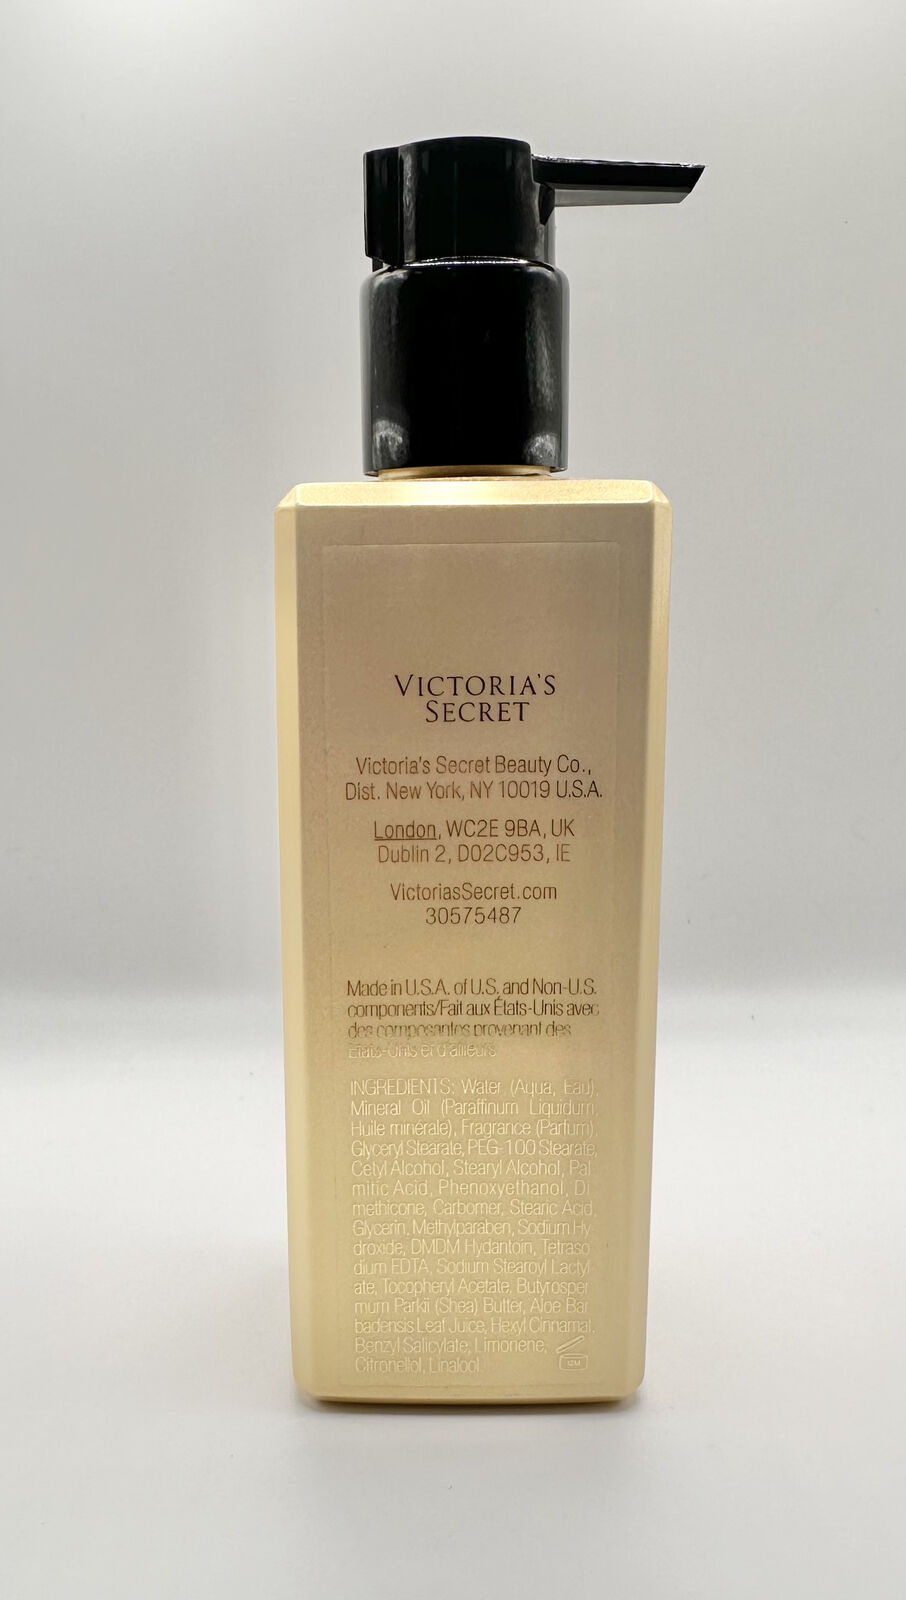 VICTORIA'S
SECRET
Victoria's Secret Beauty Co.,
Dist. New York, NY 10019 U.S.A.
London, WC2E 9BA, UK
Dublin 2, D02C953, IE
VictoriasSecret.com
30575487
Made in U.S.A. of U.S. and Non-U.S.
components/Fait aux États-Unis avec
des composantes provenant des
États-Unis et d'ailleurs
INGREDIENTS: Water (Aqua, Eau),
Mineral Oil (Paraffinum Liquidum,
Huile minérale), Fragrance (Parfum),
Glyceryl Stearate, PEG-100 Stearate,
Cetyl Alcohol, Stearyl Alcohol, Pal
mitic Acid, Phenoxyethanol, Di
methicone, Carbomer, Stearic Acid,
Glycerin, Methylparaben, Sodium Hy-
droxide, DMDM Hydantoin, Tetraso
dium EDTA, Sodium Stearoyl Lactyl
ate, Tocopheryl Acetate, Butyrosper
mum Parkii (Shea) Butter, Aloe Bar
badensis Leaf Juice, Hexyl Cinnamal,
Benzyl Salicylate, Limonene,
Citronellol, Linalool.
12M